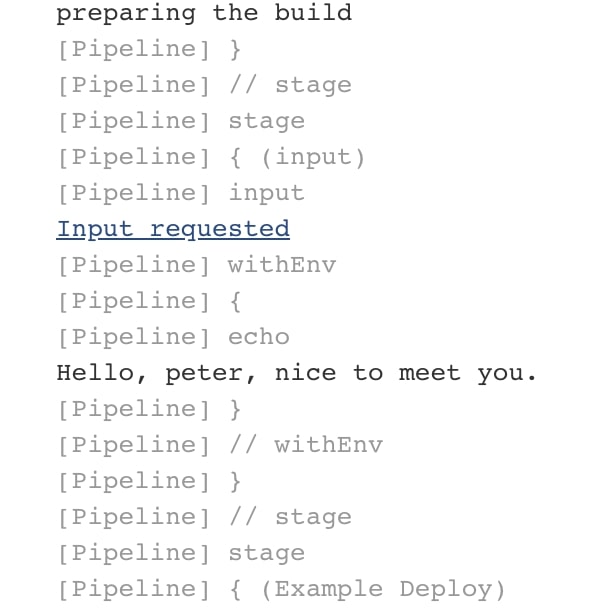 preparing the build
[Pipeline] }
[Pipeline] // stage
[Pipeline] stage
[Pipeline] { (input)
[Pipeline] input
Input requested
[Pipeline] withEnv
[Pipeline] {
[Pipeline] echo
Hello, peter, nice to meet you.
[Pipeline] }
[Pipeline] // withEnv
[Pipeline] }
[Pipeline] // stage
[Pipeline] stage
[Pipeline] { (Example Deploy)